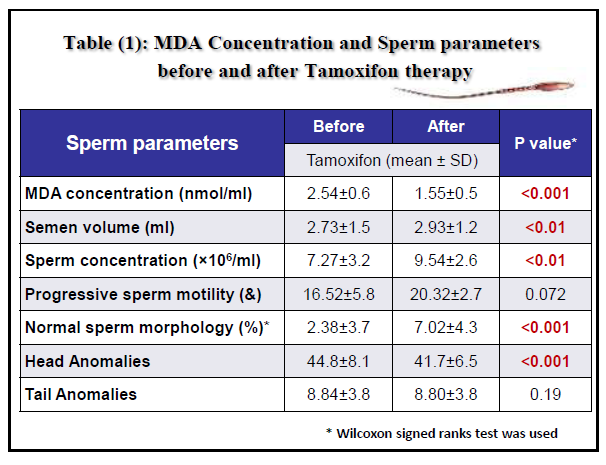 Table (1): MDA Concentration and Sperm parameters
before and after Tamoxifon therapy
Sperm parameters Before After P value*
Tamoxifon (mean ± SD)
MDA concentration (nmol/ml) 2.54±0.6 1.55±0.5 <0.001
Semen volume (ml) 2.73±1.5 2.93±1.2 <0.01
Sperm concentration (×10⁶/ml) 7.27±3.2 9.54±2.6 <0.01
Progressive sperm motility (&) 16.52±5.8 20.32±2.7 0.072
Normal sperm morphology (%)* 2.38±3.7 7.02±4.3 <0.001
Head Anomalies 44.8±8.1 41.7±6.5 <0.001
Tail Anomalies 8.84±3.8 8.80±3.8 0.19
* Wilcoxon signed ranks test was used